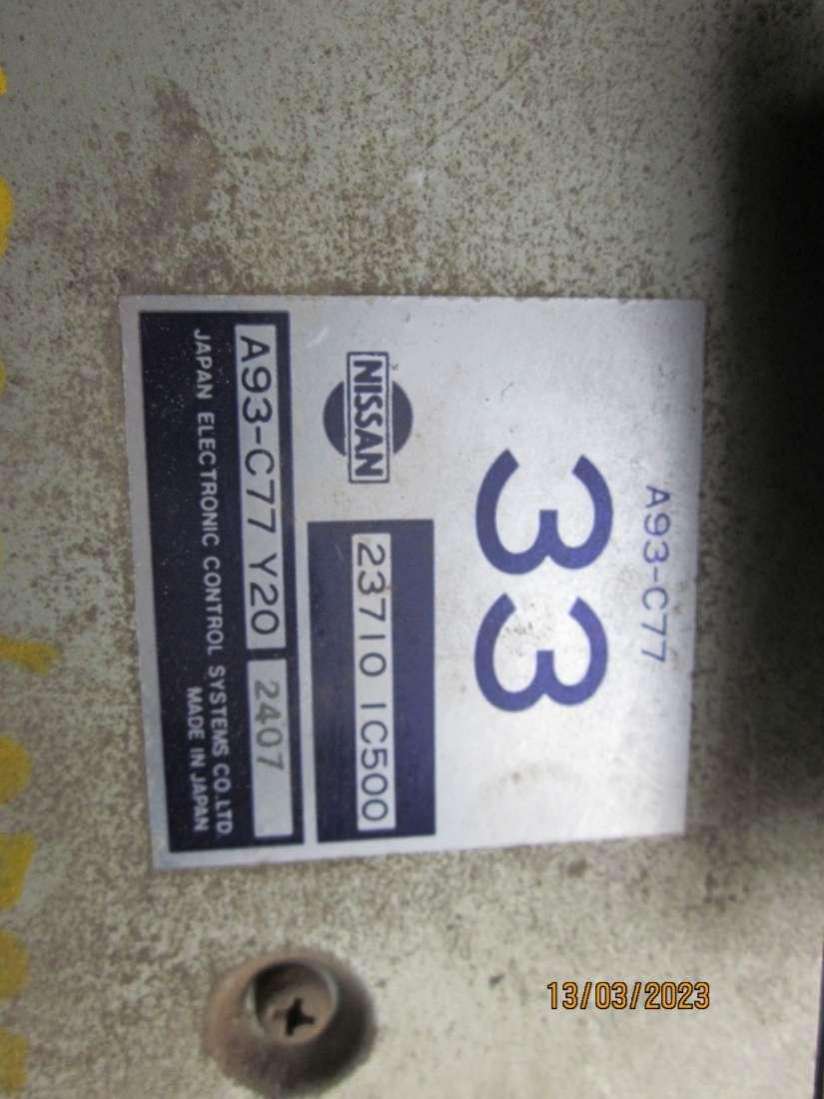 A93-C77
33
NISSAN
23710 1C500
A93-C77 Y20 2407
JAPAN ELECTRONIC CONTROL SYSTEMS CO.LTD.
MADE IN JAPAN
13/03/2023